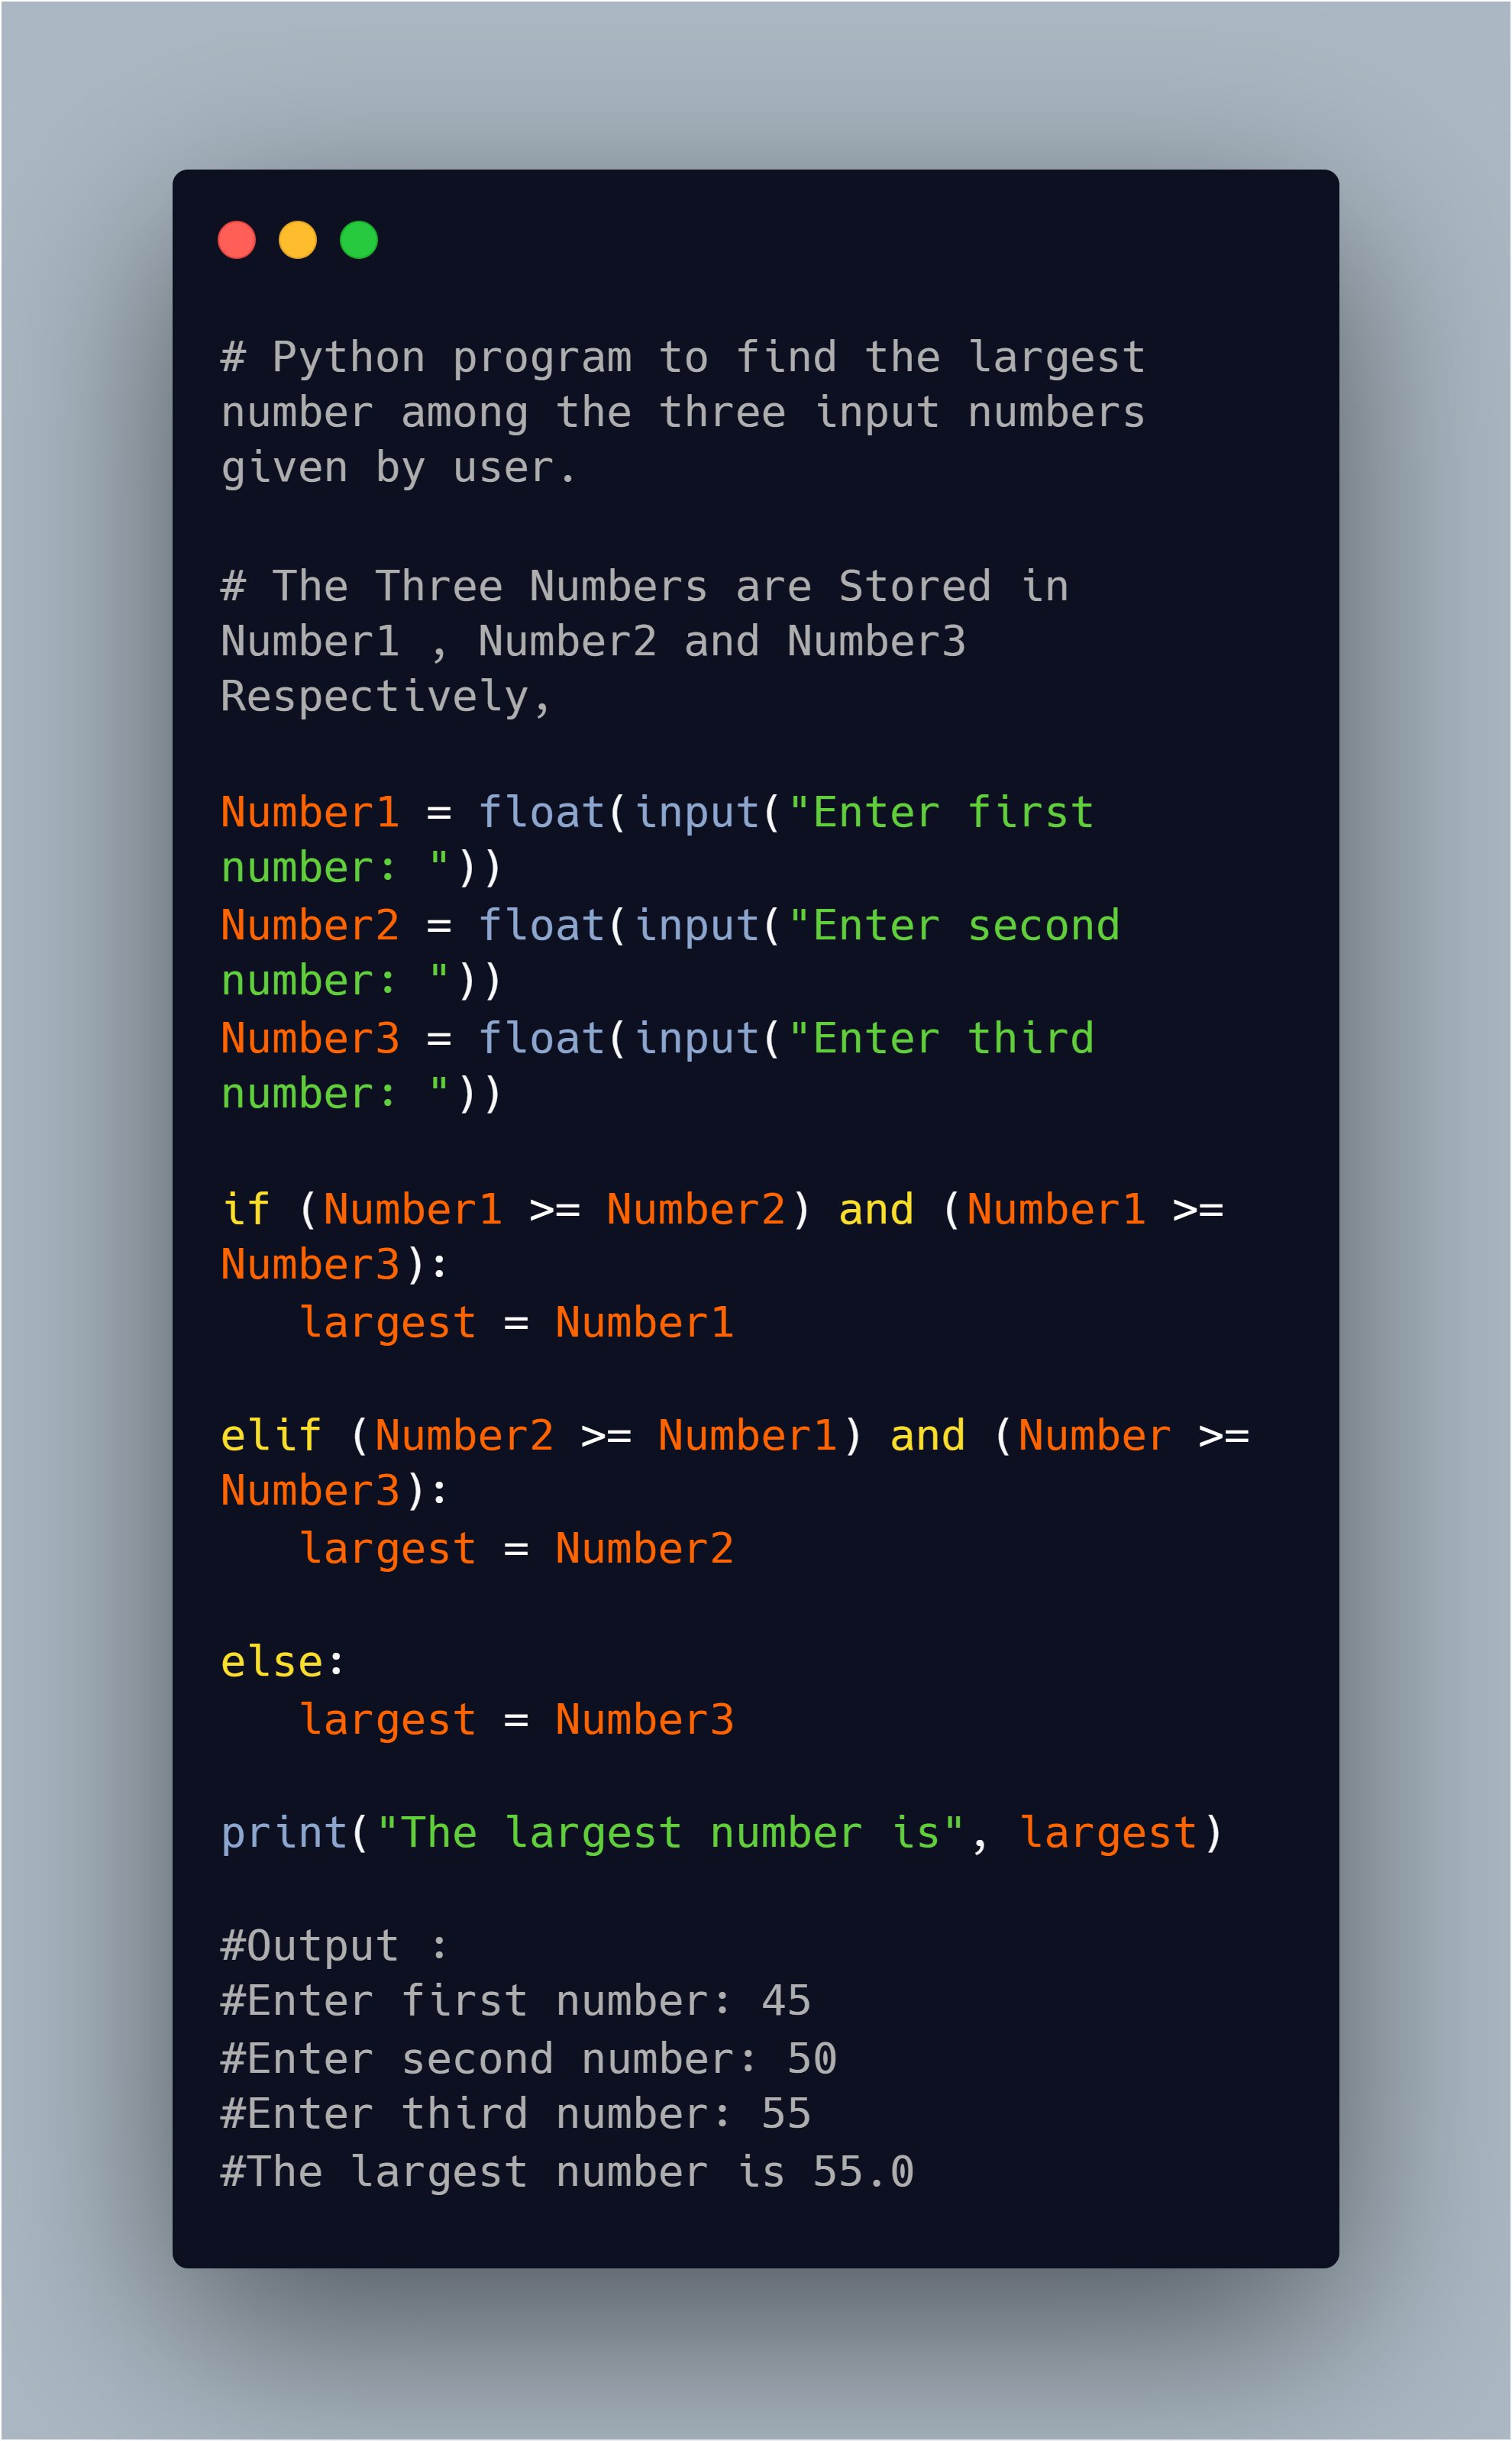 # Python program to find the largest
number among the three input numbers
given by user.
# The Three Numbers are Stored in
Number1 , Number2 and Number3
Respectively,
Number1 = float(input("Enter first
number: "))
Number2 = float(input("Enter second
number: "))
Number3 = float(input("Enter third
number: "))
if (Number1 >= Number2) and (Number1 >=
Number3):
   largest = Number1
elif (Number2 >= Number1) and (Number >=
Number3):
   largest = Number2
else:
   largest = Number3
print("The largest number is", largest)
#Output :
#Enter first number: 45
#Enter second number: 50
#Enter third number: 55
#The largest number is 55.0